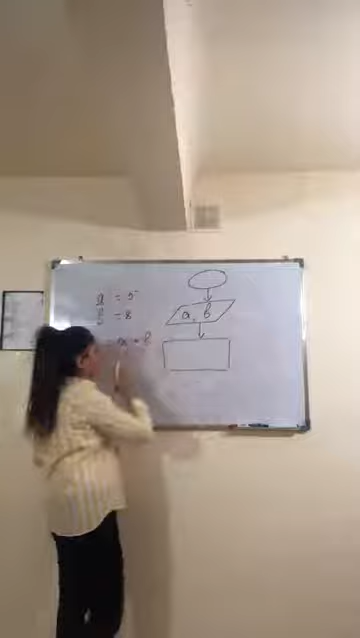 a = 5
b = 8
a, b